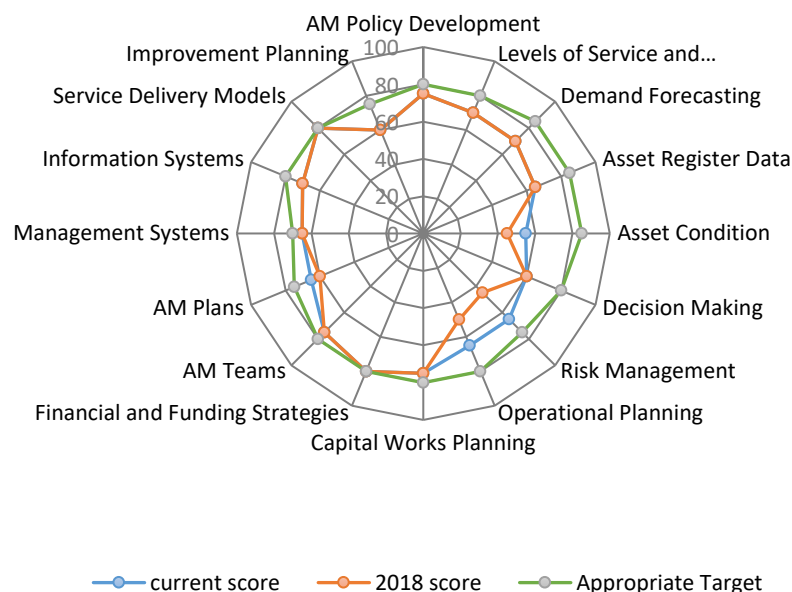 AM Policy Development
Levels of Service and...
Demand Forecasting
Asset Register Data
Asset Condition
Decision Making
Risk Management
Operational Planning
Capital Works Planning
Financial and Funding Strategies
AM Teams
AM Plans
Management Systems
Information Systems
Service Delivery Models
Improvement Planning
100
80
60
40
20
0
current score
2018 score
Appropriate Target